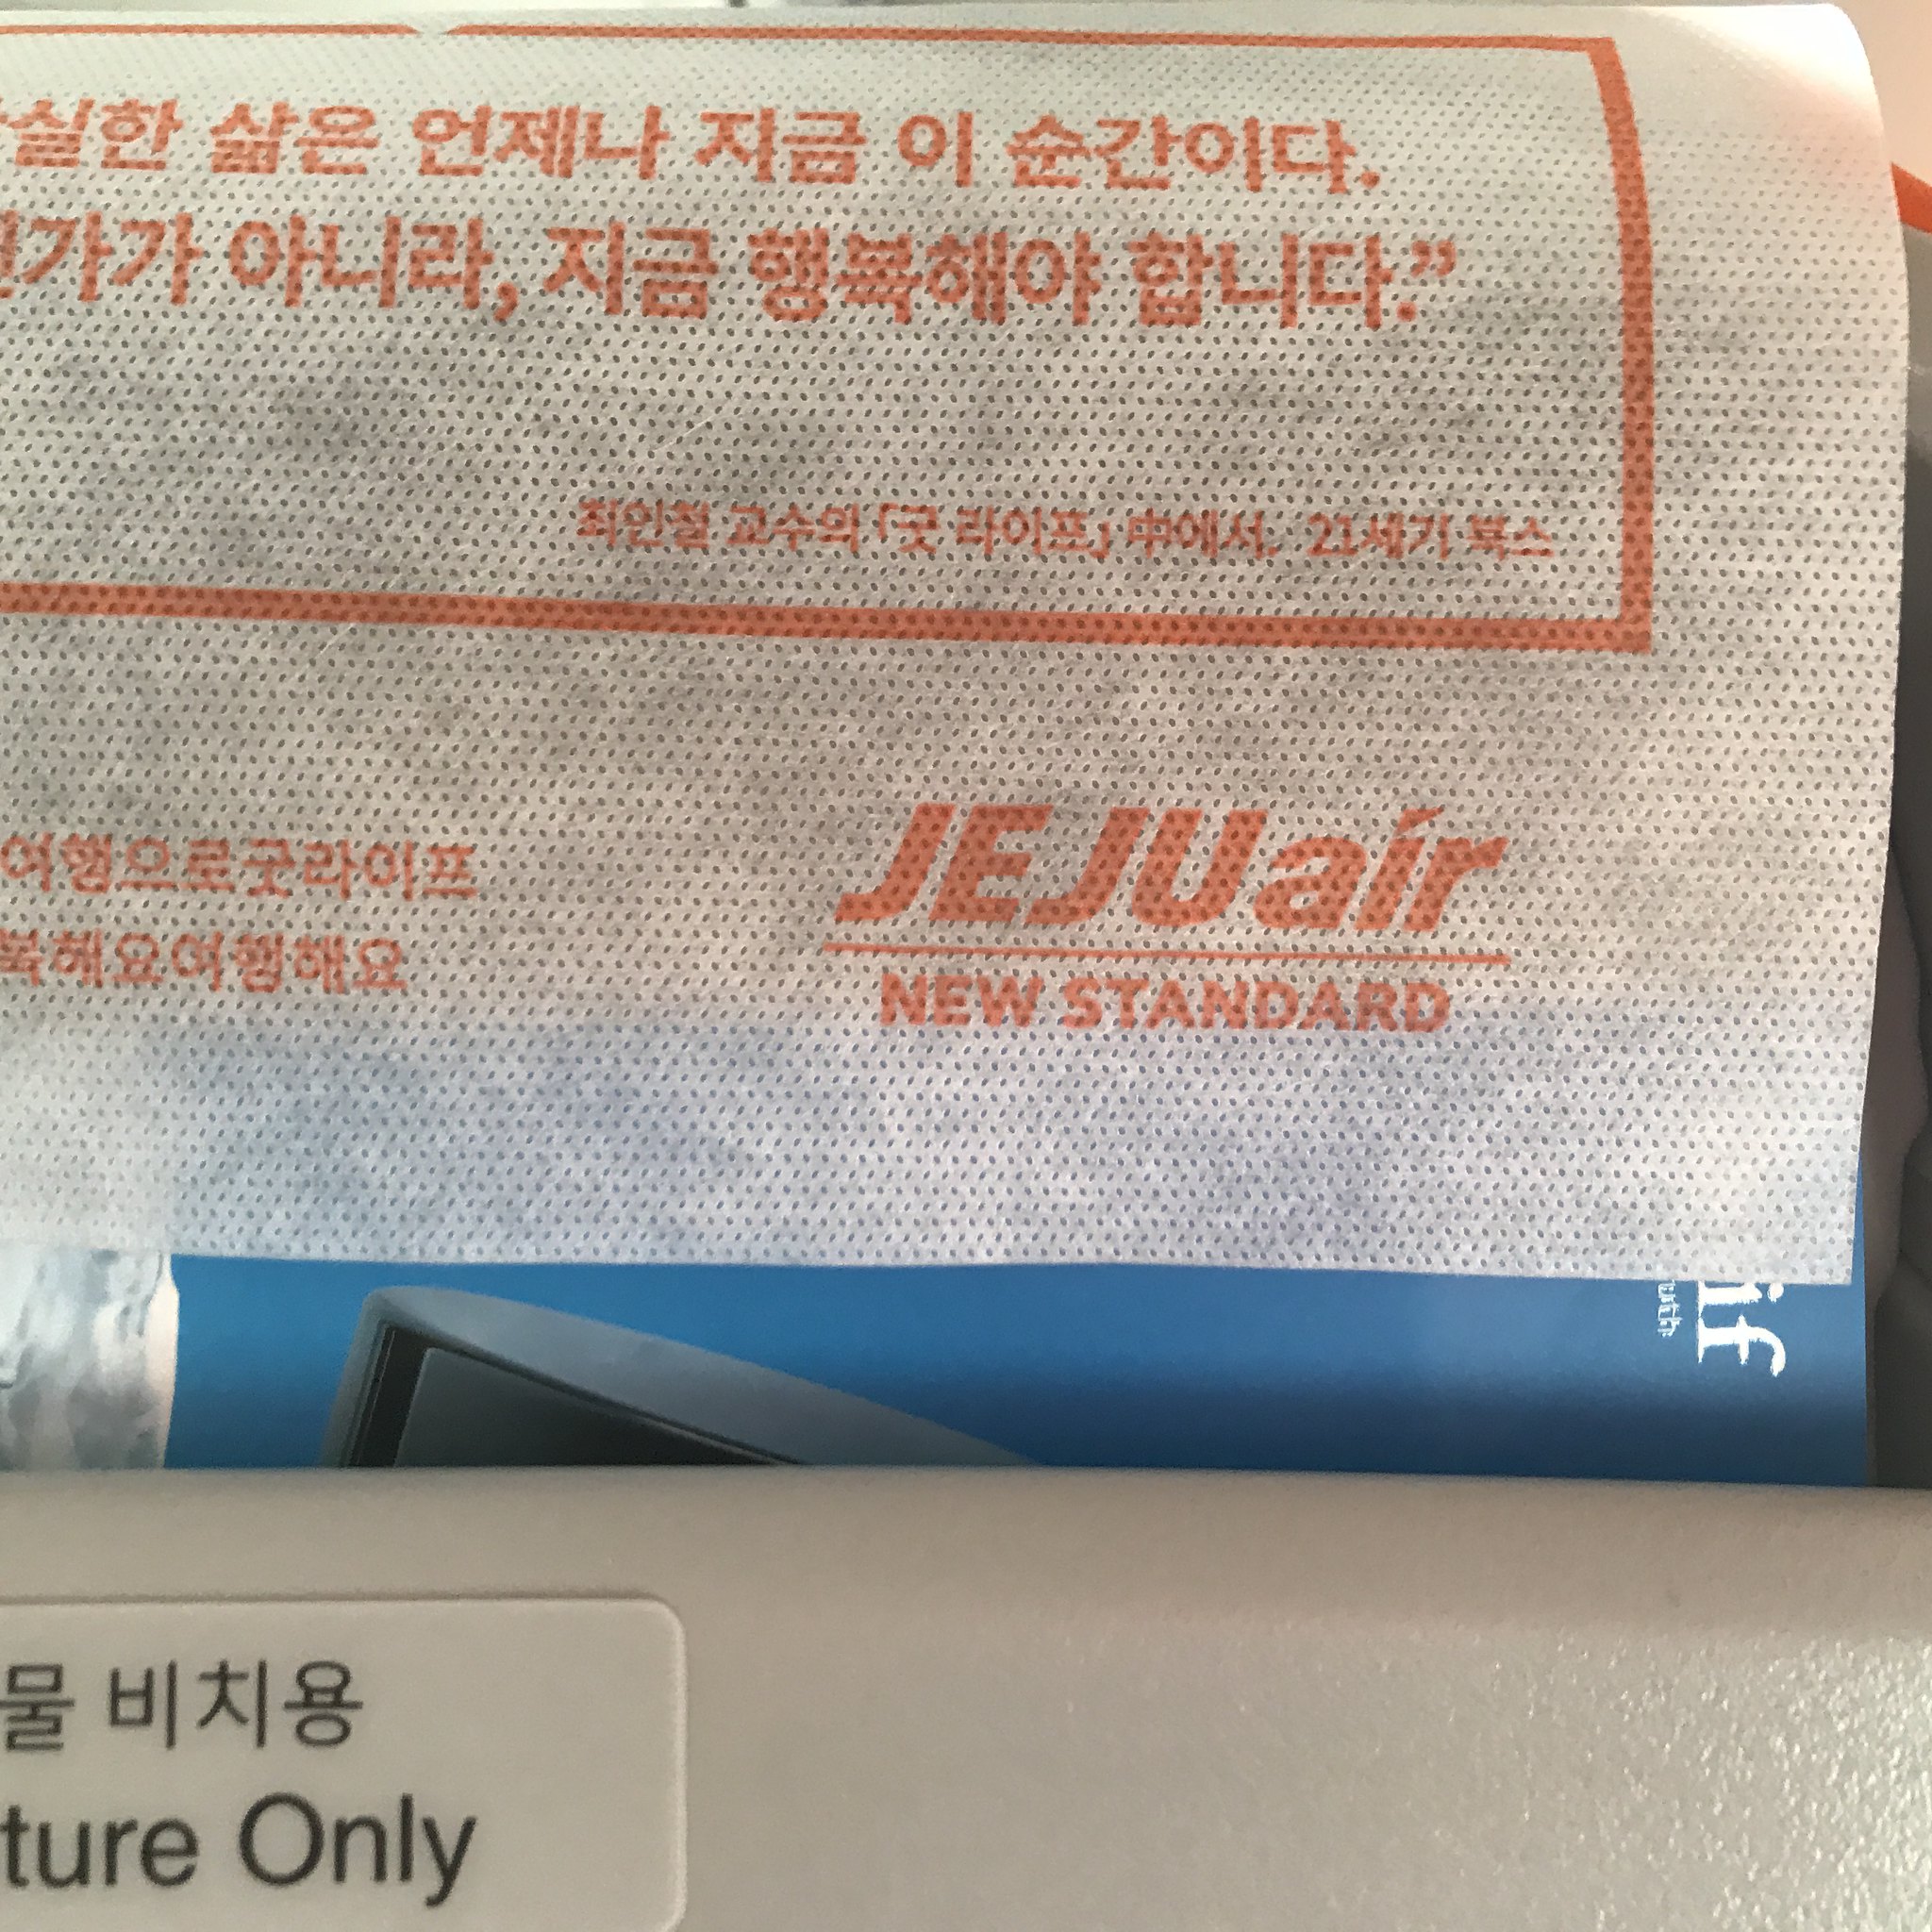 실한 삶은 언제나 지금 이 순간이다.
가가 아니라, 지금 행복해야 합니다.”
최인철 교수의 「굿 라이프」 中에서, 21세기 북스
여행으로굿라이프
복해요여행해요
JEJUair
NEW STANDARD
if
물 비치용
ture Only